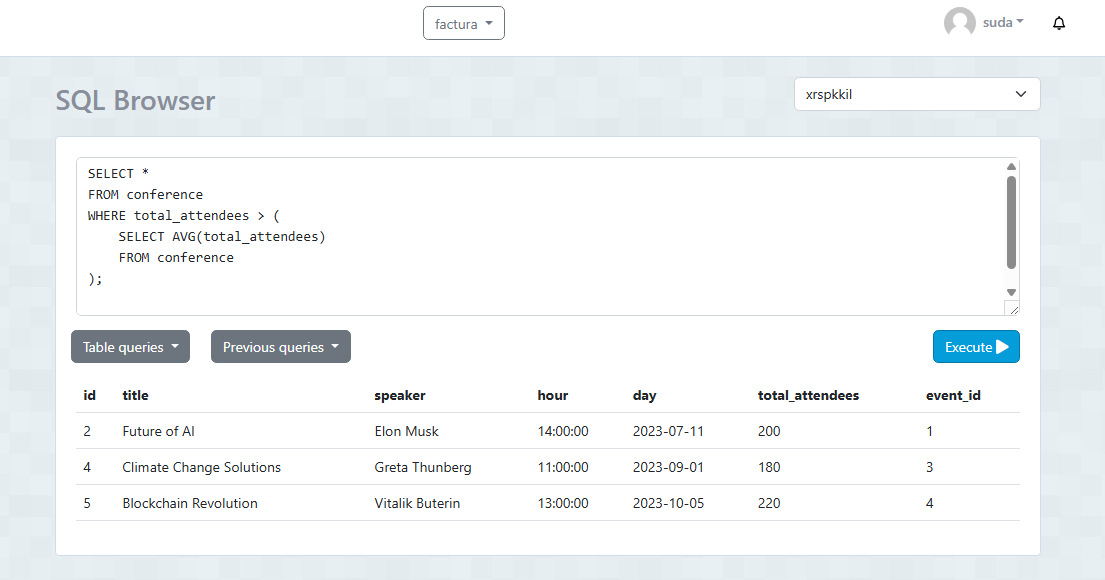 factura
suda
SQL Browser
xrspkkil
SELECT *
FROM conference
WHERE total_attendees > (
    SELECT AVG(total_attendees)
    FROM conference
);
Table queries
Previous queries
Execute
id title speaker hour day total_attendees event_id
2 Future of AI Elon Musk 14:00:00 2023-07-11 200 1
4 Climate Change Solutions Greta Thunberg 11:00:00 2023-09-01 180 3
5 Blockchain Revolution Vitalik Buterin 13:00:00 2023-10-05 220 4